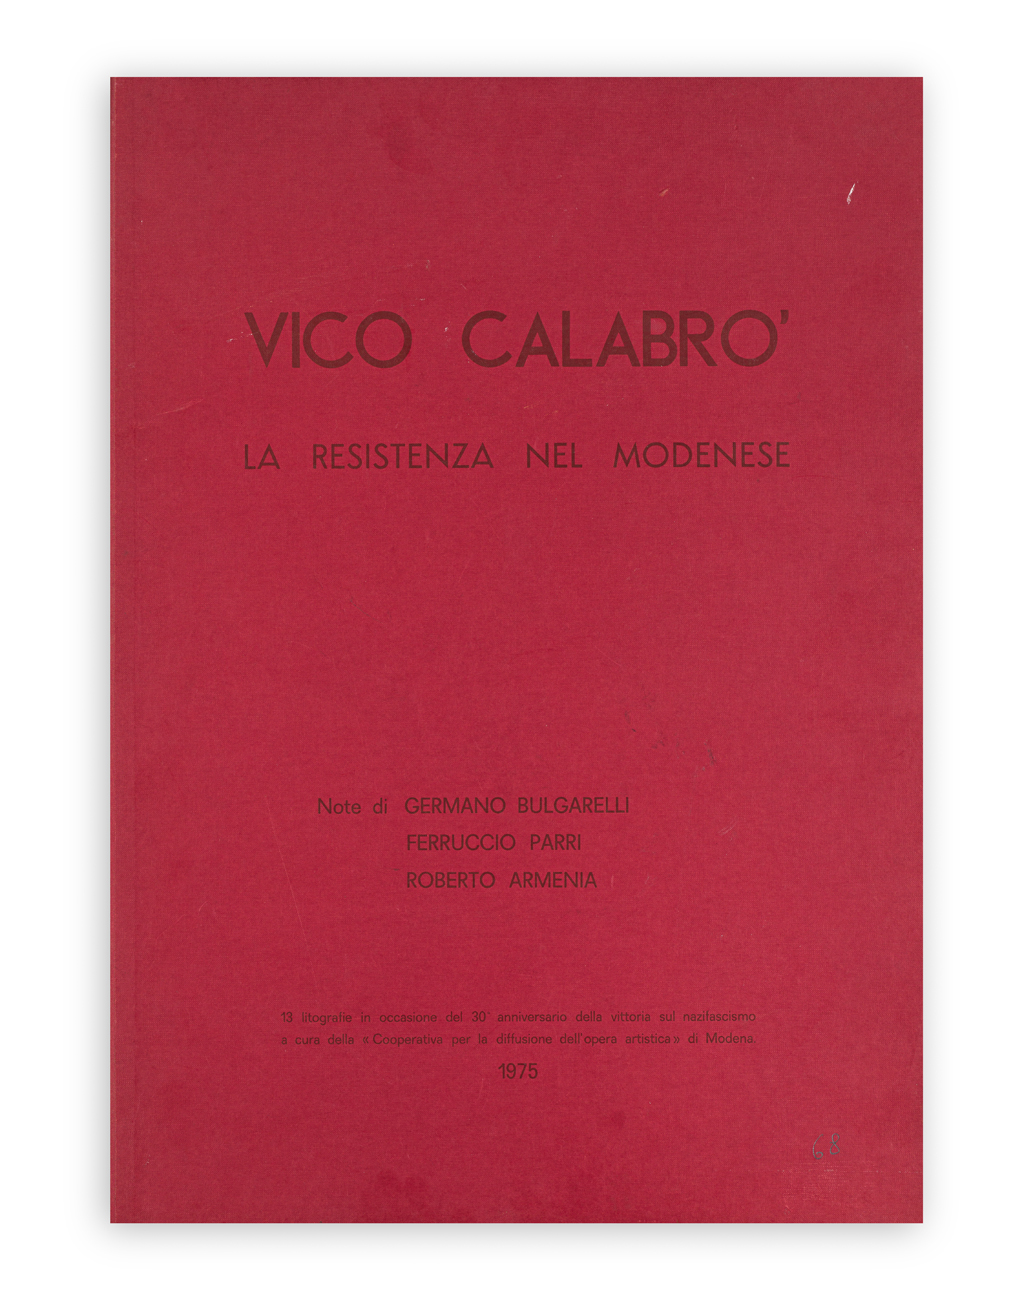 VICO CALABRO'
LA RESISTENZA NEL MODENESE
Note di GERMANO BULGARELLI
FERRUCCIO PARRI
ROBERTO ARMENIA
13 litografie in occasione del 30° anniversario della vittoria sul nazifascismo
a cura della «Cooperativa per la diffusione dell'opera artistica» di Modena.
1975
68